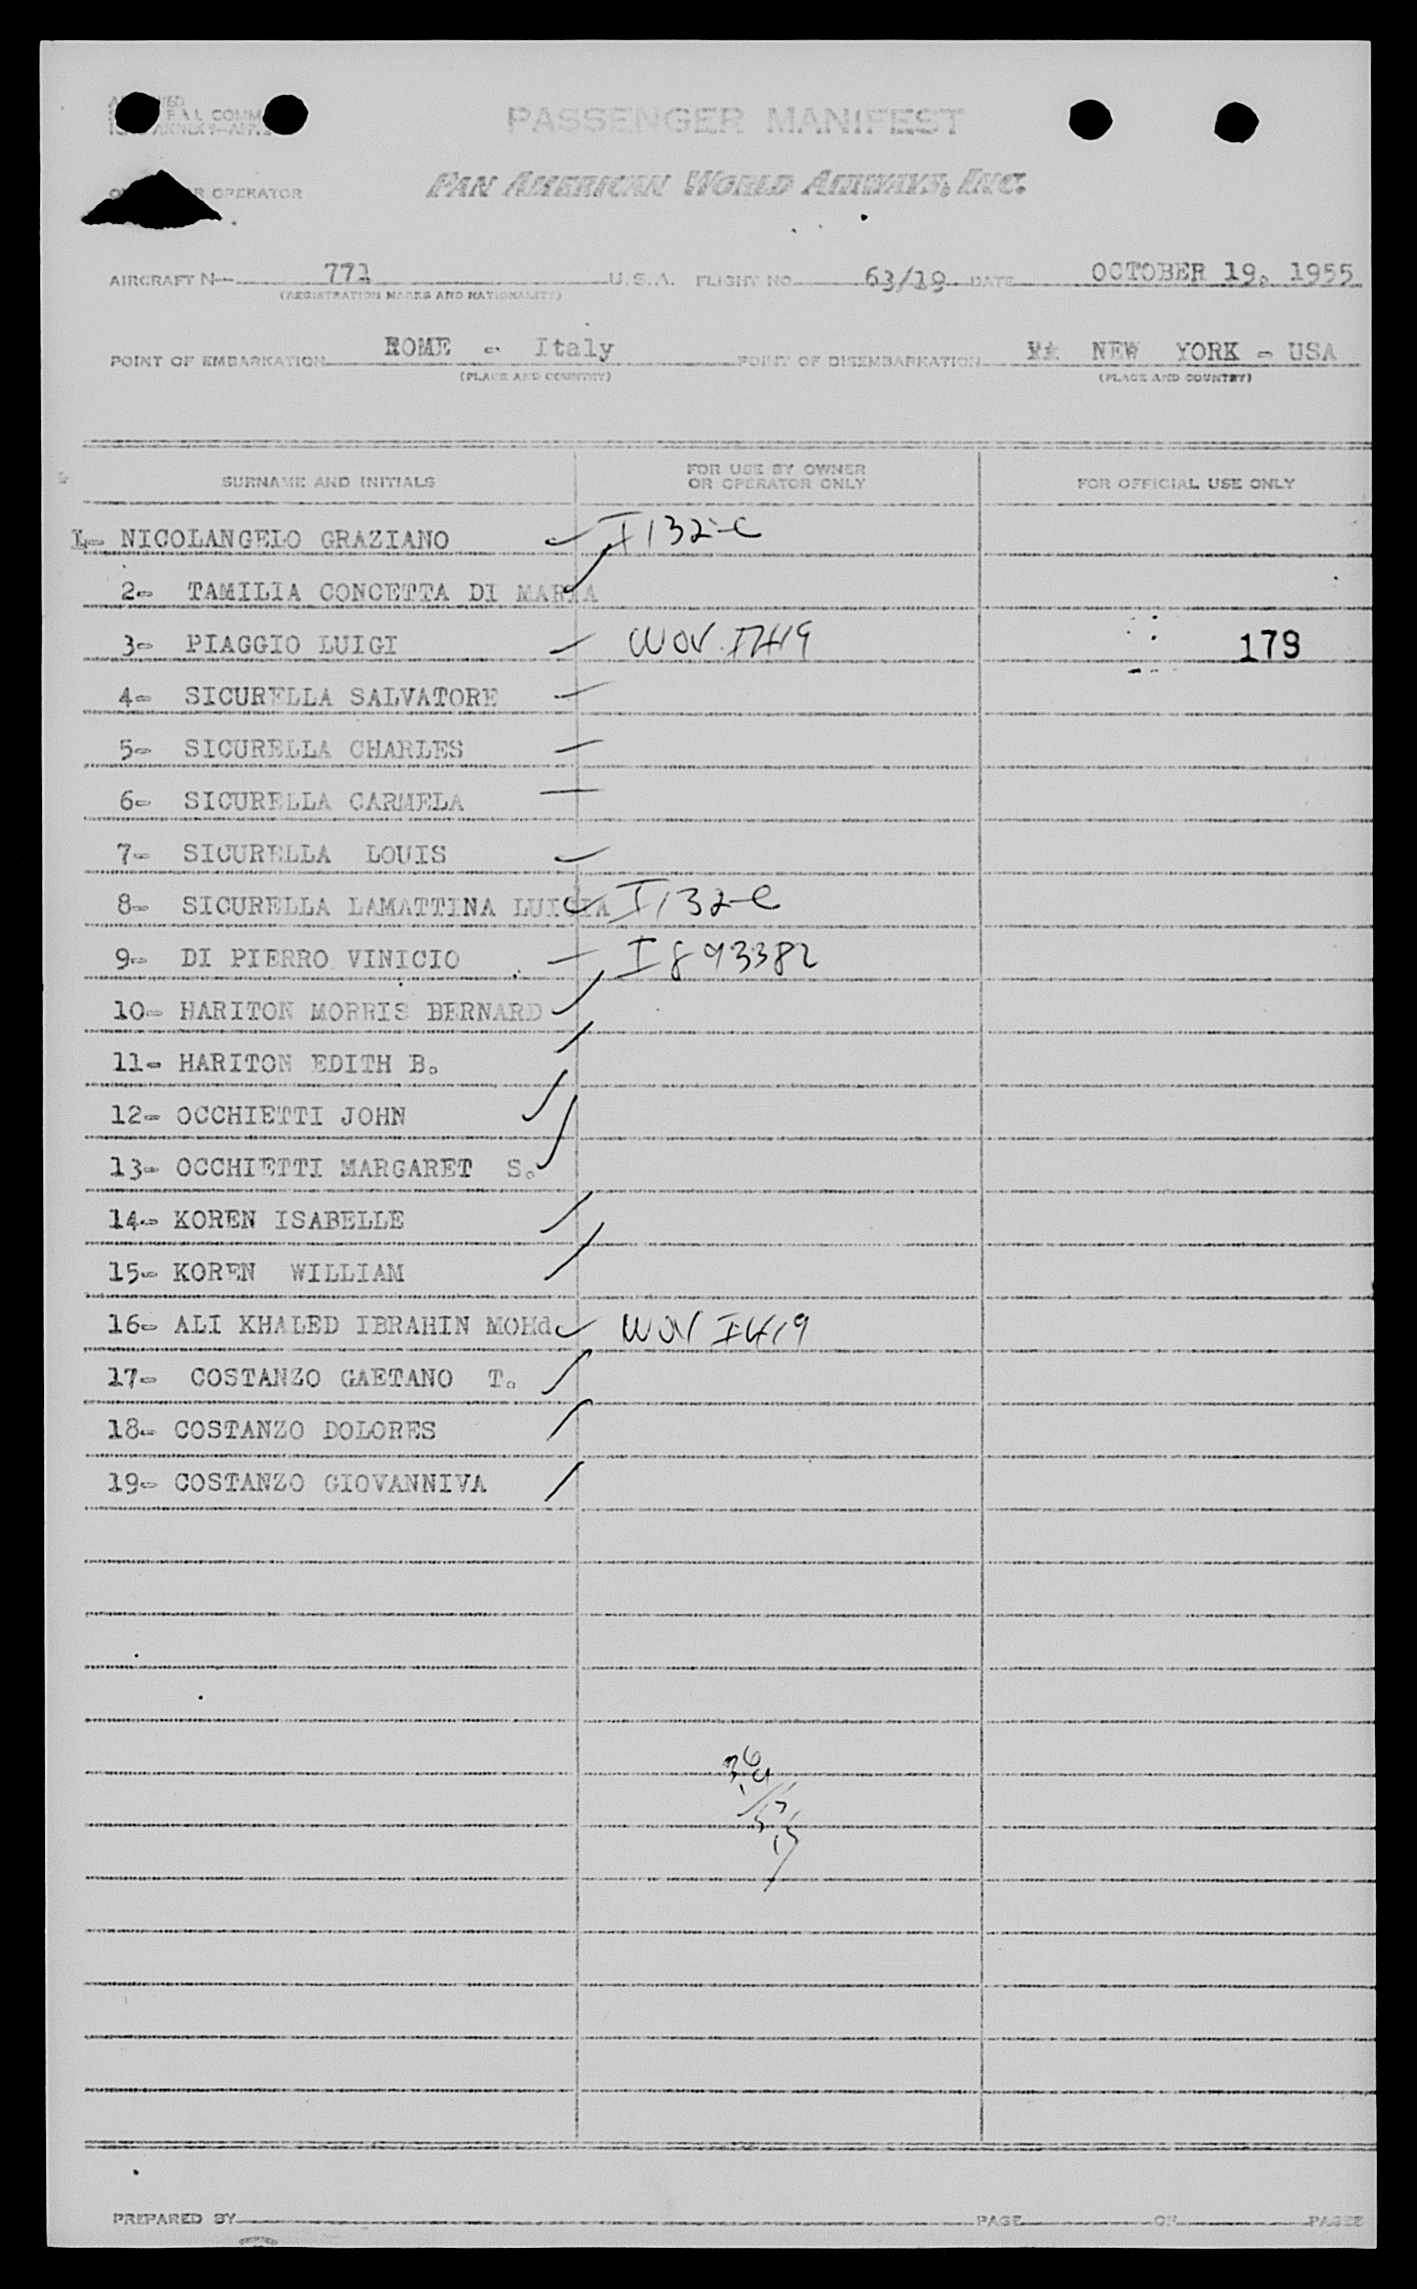 PASSENGER MANIFEST
PAN AMERICAN WORLD AIRWAYS, INC.
OPERATOR
AIRCRAFT N— 771 U.S.A. FLIGHT NO. 63/19 DATE OCTOBER 19, 1955
(REGISTRATION MARKS AND NATIONALITY)
POINT OF EMBARKATION ROME - Italy POINT OF DISEMBARKATION NEW YORK - USA
(PLACE AND COUNTRY) (PLACE AND COUNTRY)
SURNAME AND INITIALS FOR USE BY OWNER OR OPERATOR ONLY FOR OFFICIAL USE ONLY
1- NICOLANGELO GRAZIANO I132-C
2- TAMILIA CONCETTA DI MARIA
3- PIAGGIO LUIGI 179
4- SICURELLA SALVATORE
5- SICURELLA CHARLES
6- SICURELLA CARMELA
7- SICURELLA LOUIS
8- SICURELLA LAMATTINA LUIGIA I132-C
9- DI PIERRO VINICIO I893382
10- HARITON MORRIS BERNARD
11- HARITON EDITH B.
12- OCCHIETTI JOHN
13- OCCHIETTI MARGARET S.
14- KOREN ISABELLE
15- KOREN WILLIAM
16- ALI KHALED IBRAHIN MOHd. WOV I419
17- COSTANZO GAETANO T.
18- COSTANZO DOLORES
19- COSTANZO GIOVANNIVA
PREPARED BY PAGE OF PAGES